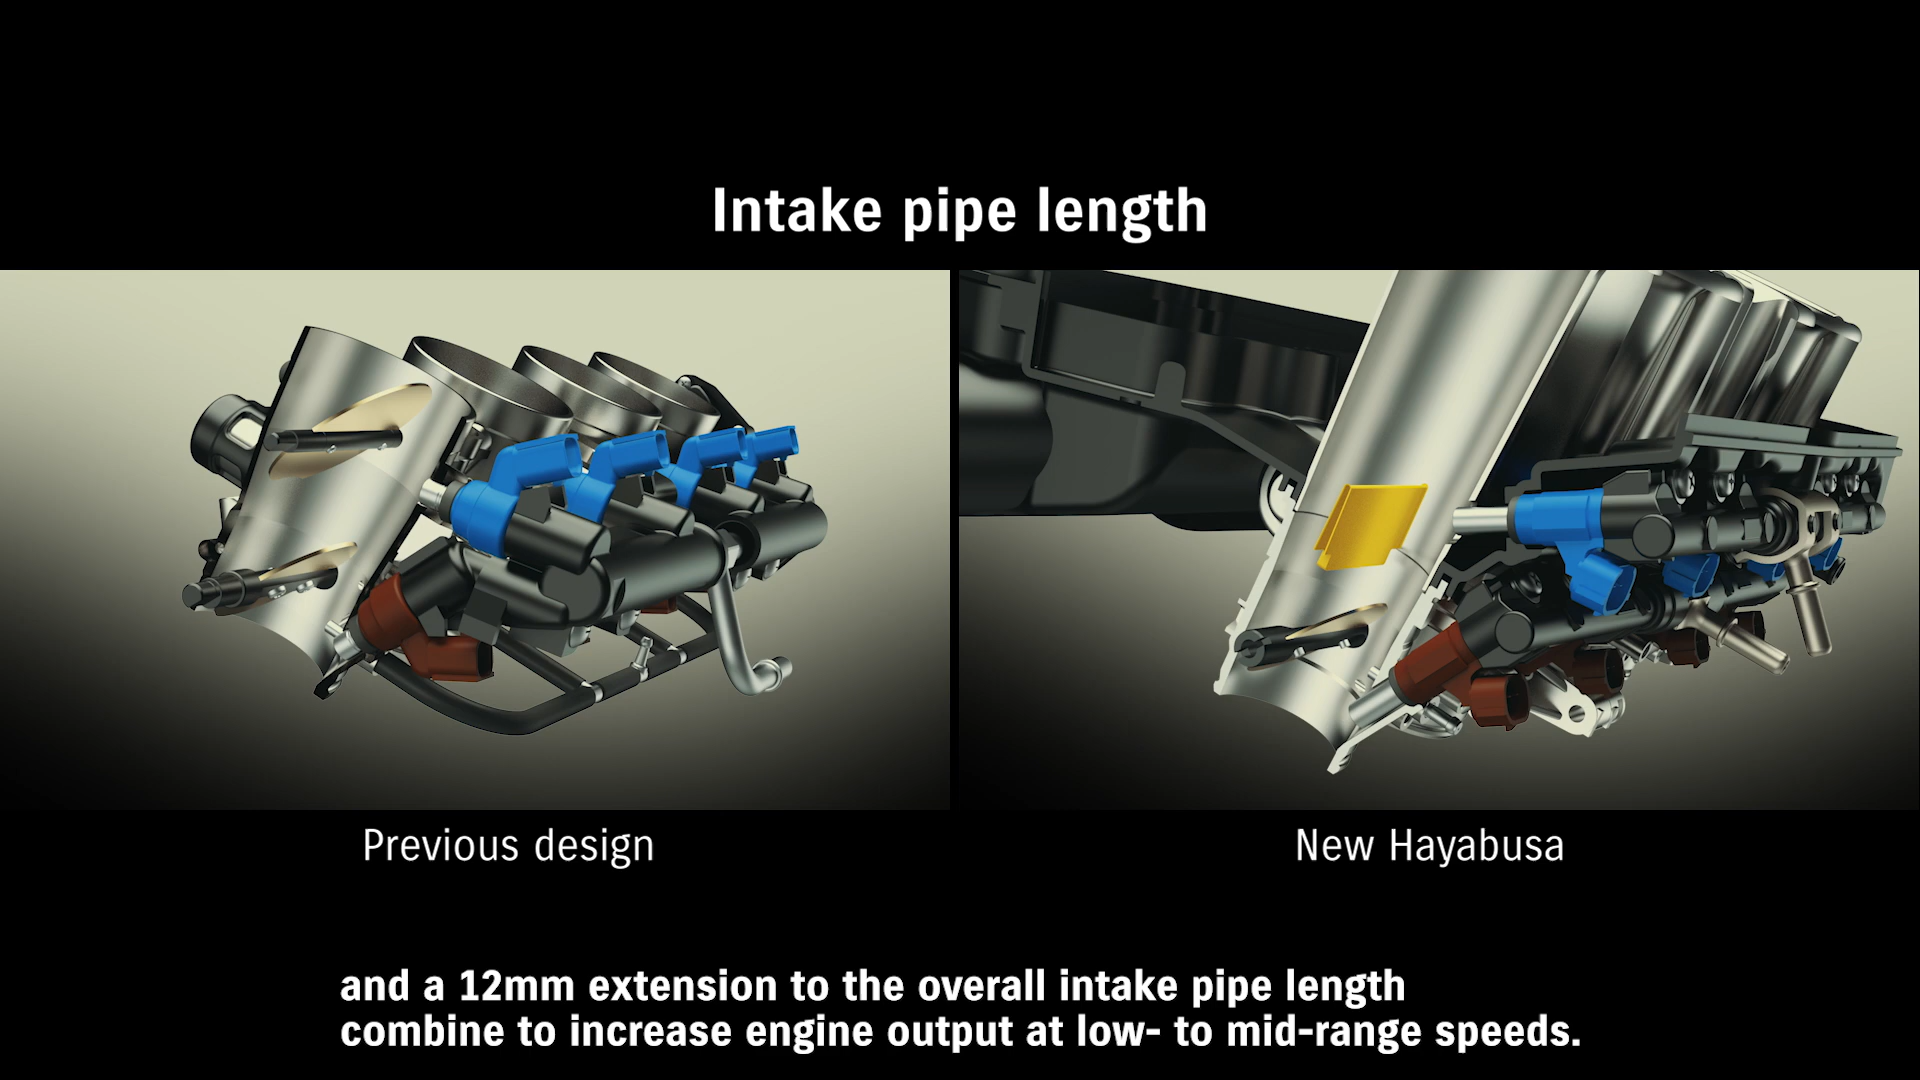 Intake pipe length
Previous design
New Hayabusa
and a 12mm extension to the overall intake pipe length
combine to increase engine output at low- to mid-range speeds.